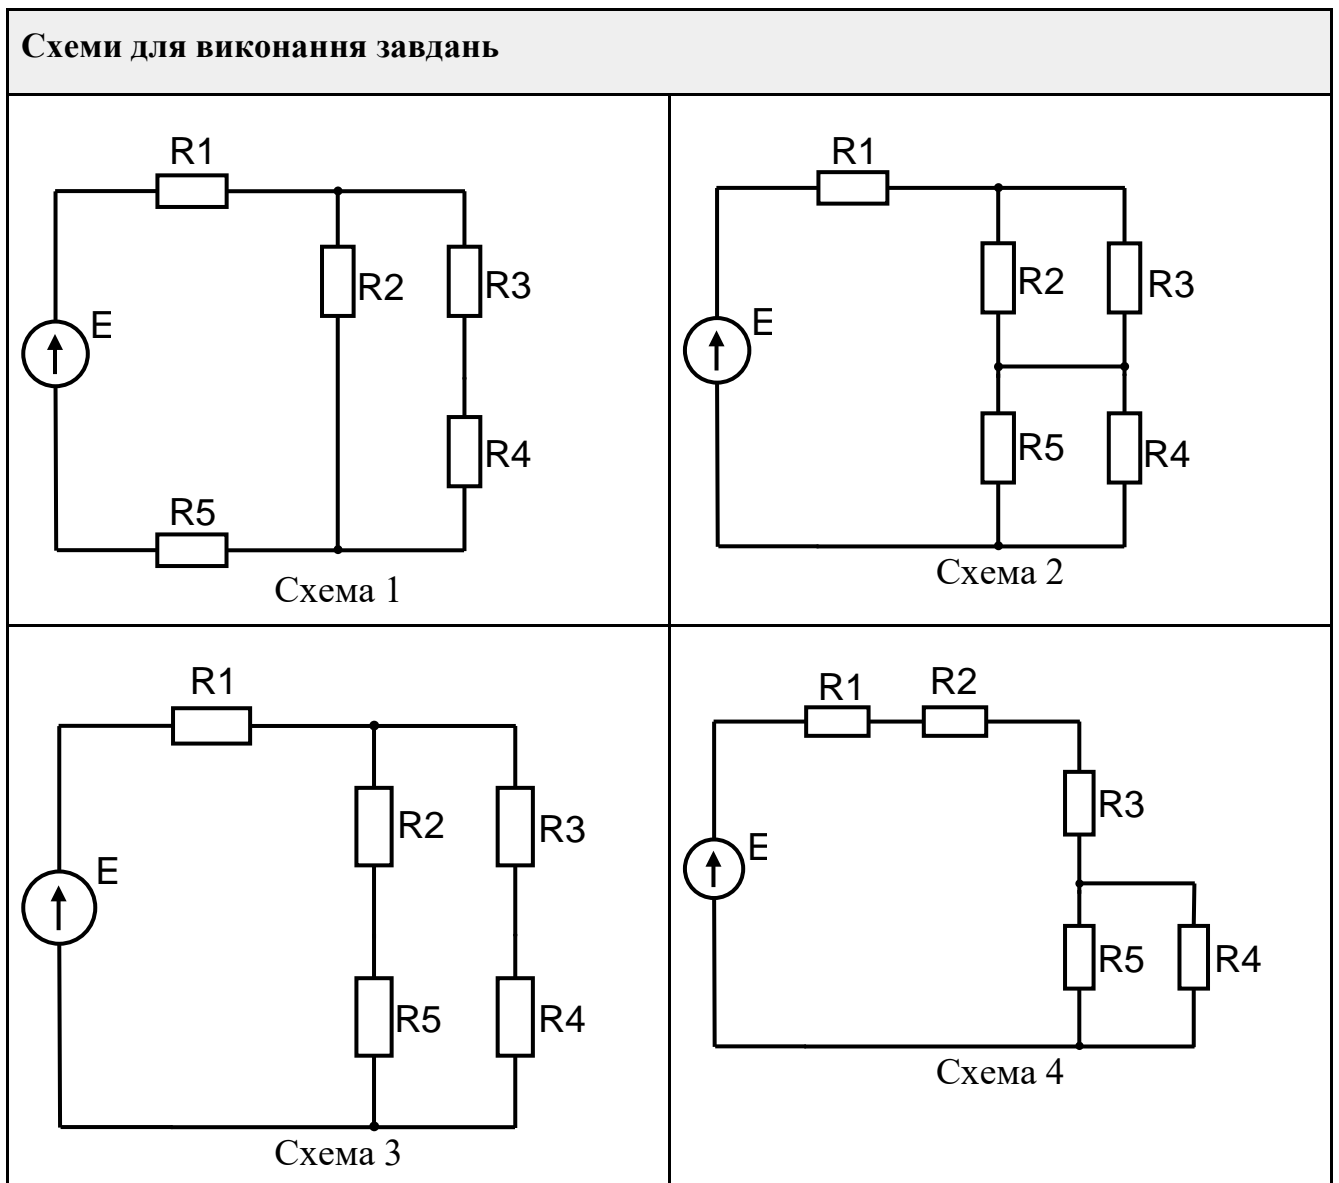 Схеми для виконання завдань
R1
R2
R3
E
R4
R5
Схема 1
R1
R2
R3
E
R5
R4
Схема 2
R1
R2
R3
E
R5
R4
Схема 3
R1
R2
R3
E
R5
R4
Схема 4